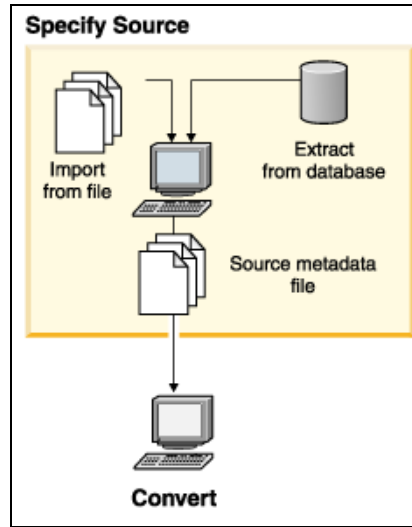 Specify Source
Import
from file
Extract
from database
Source metadata
file
Convert